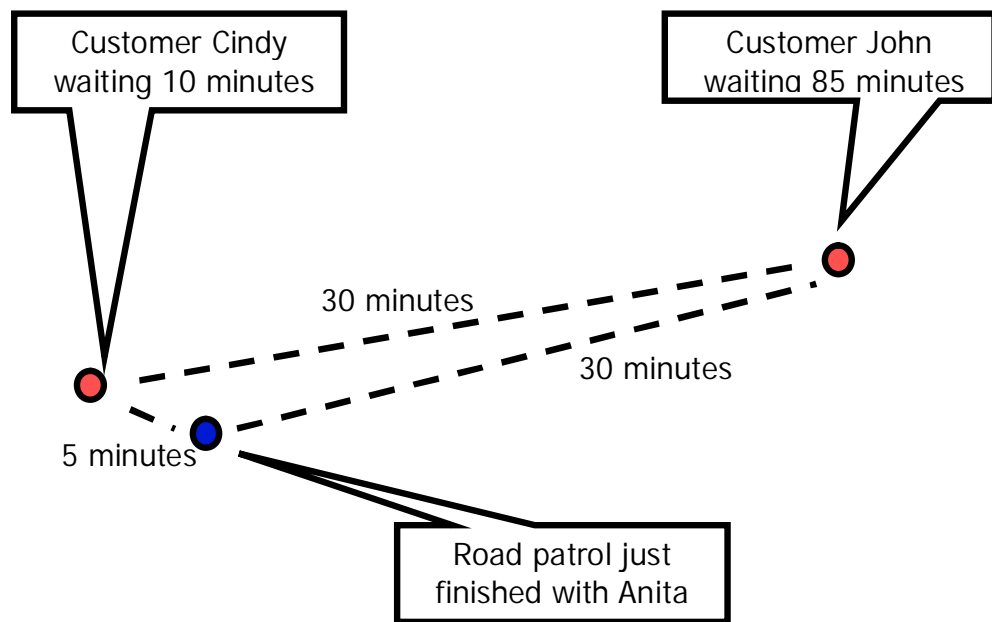 Customer Cindy
waiting 10 minutes
Customer John
waiting 85 minutes
30 minutes
30 minutes
5 minutes
Road patrol just
finished with Anita